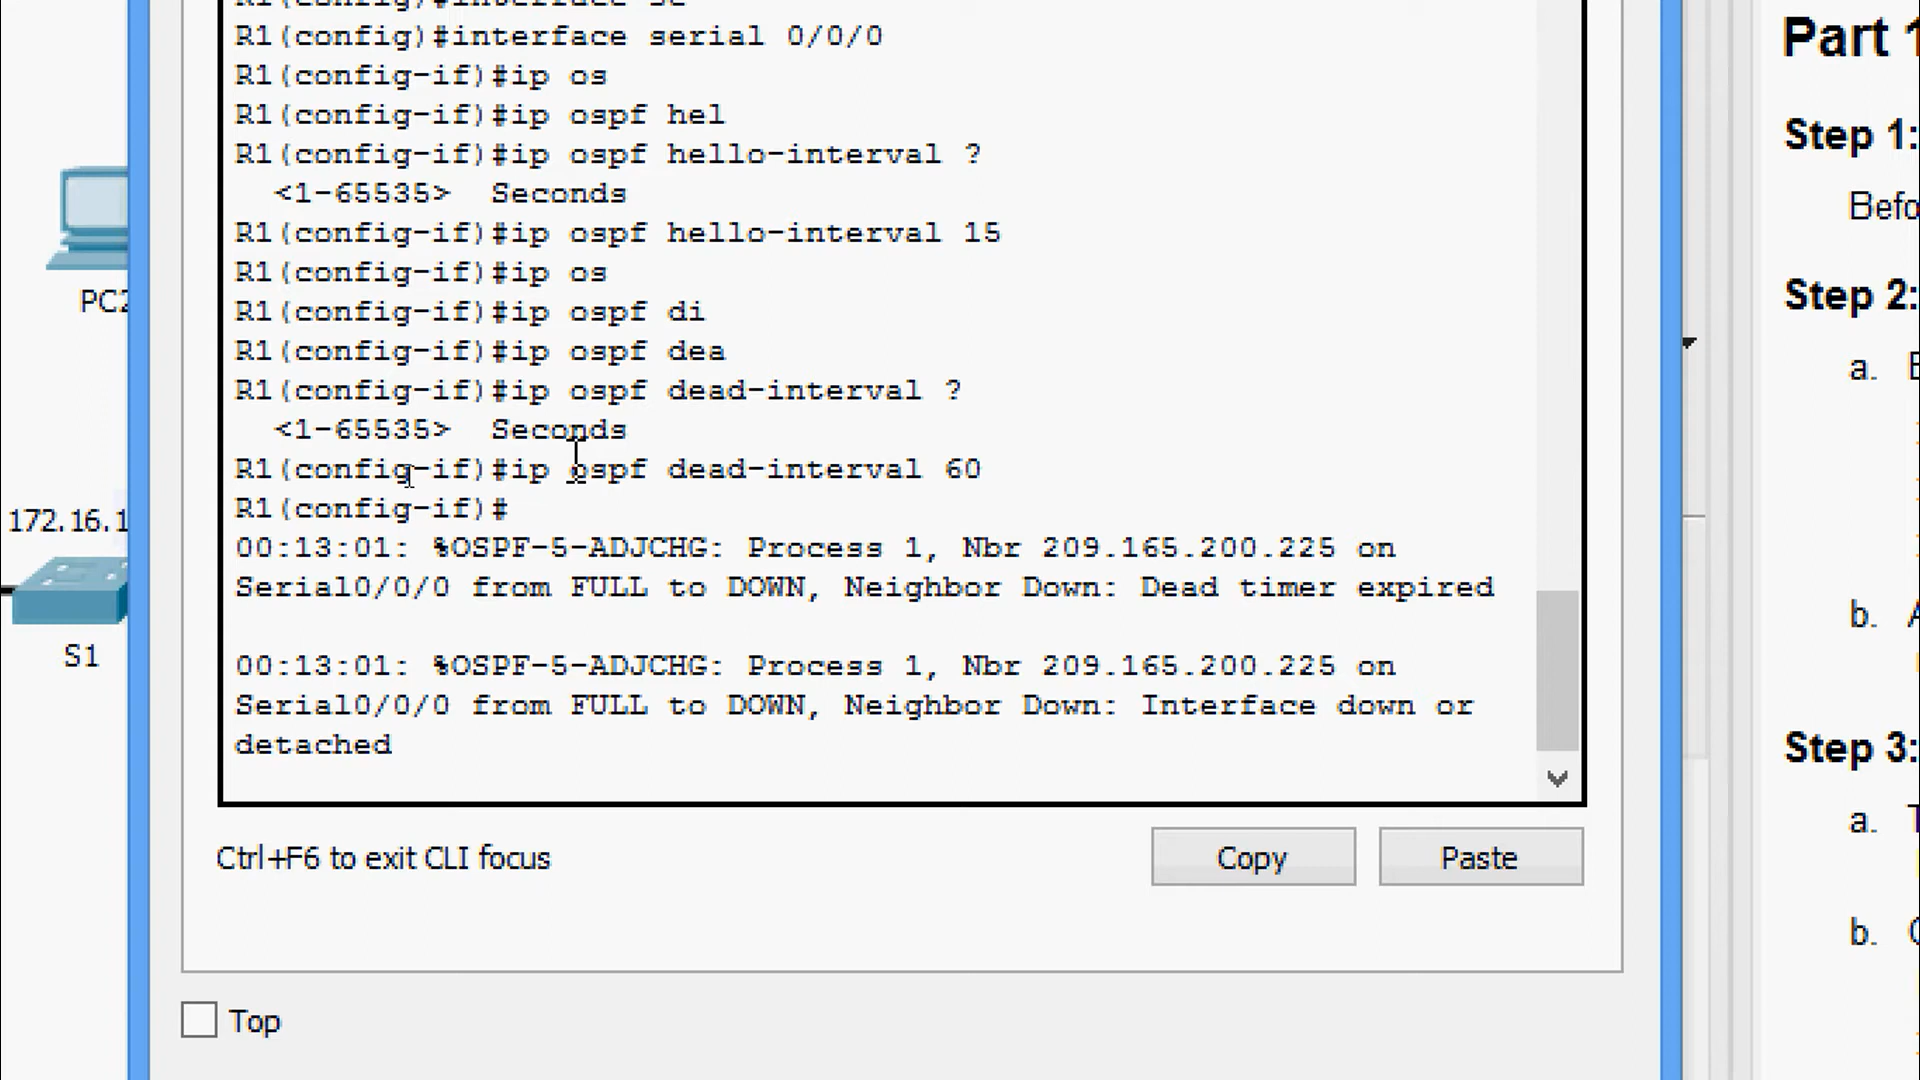 R1(config)#interface se
R1(config)#interface serial 0/0/0
R1(config-if)#ip os
R1(config-if)#ip ospf hel
R1(config-if)#ip ospf hello-interval ?
<1-65535> Seconds
R1(config-if)#ip ospf hello-interval 15
R1(config-if)#ip os
R1(config-if)#ip ospf di
R1(config-if)#ip ospf dea
R1(config-if)#ip ospf dead-interval ?
<1-65535> Seconds
R1(config-if)#ip ospf dead-interval 60
R1(config-if)#
00:13:01: %OSPF-5-ADJCHG: Process 1, Nbr 209.165.200.225 on
Serial0/0/0 from FULL to DOWN, Neighbor Down: Dead timer expired
00:13:01: %OSPF-5-ADJCHG: Process 1, Nbr 209.165.200.225 on
Serial0/0/0 from FULL to DOWN, Neighbor Down: Interface down or
detached
Ctrl+F6 to exit CLI focus
Copy
Paste
Top
PC2
172.16.1
S1
Part 1
Step 1:
Befo
Step 2:
a.
b.
Step 3:
a.
b.